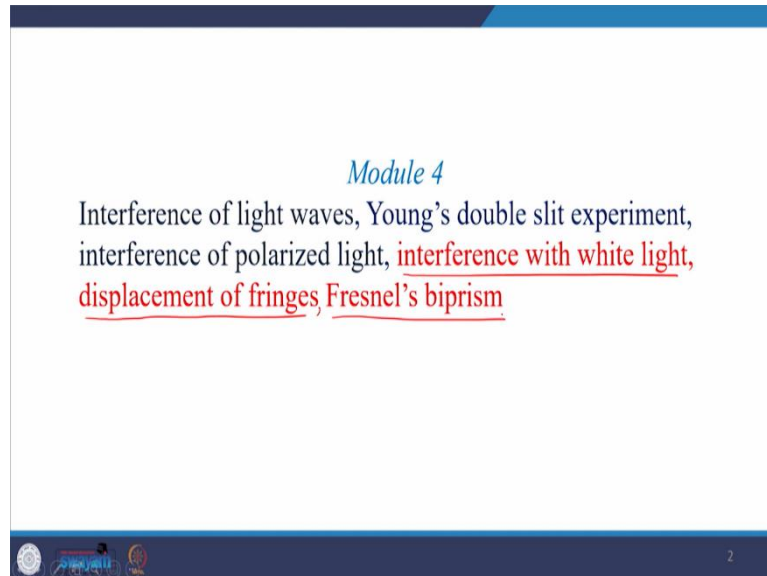 Module 4
Interference of light waves, Young's double slit experiment,
interference of polarized light, interference with white light,
displacement of fringes, Fresnel's biprism
swayam
2